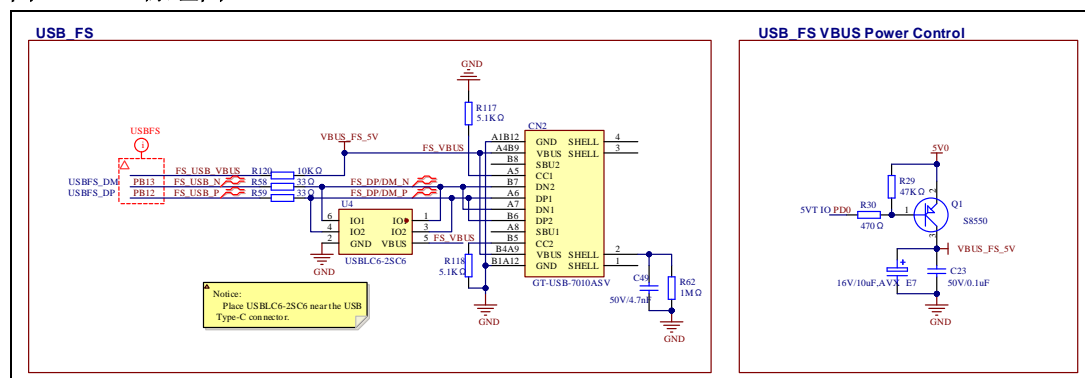 USB_FS
USB_FS VBUS Power Control
GND
R117
5.1KΩ
CN2
USBFS
i
VBUS_FS_5V
FS_VBUS
A1B12
GND
SHELL
4
A4B9
VBUS
SHELL
3
B8
SBU2
A5
CC1
B7
DN2
A6
DP1
A7
DN1
B6
DP2
A8
SBU1
B5
CC2
B4A9
VBUS
SHELL
2
B1A12
GND
SHELL
1
GT-USB-7010ASV
FS_USB_VBUS
R120
10KΩ
USBFS_DM
PB13
FS_USB_N
R58
33Ω
FS_DP/DM_N
USBFS_DP
PB12
FS_USB_P
R59
33Ω
FS_DP/DM_P
U4
6
IO1
1
4
IO2
IO2
3
2
GND
VBUS
5
FS_VBUS
USBLC6-2SC6
GND
R118
5.1KΩ
GND
C49
50V/4.7nF
R62
1MΩ
GND
Notice:
Place USBLC6-2SC6 near the USB
Type-C connector.
5V0
R29
47KΩ
2
Q1
S8550
5VT IO
PD0
R30
470Ω
1
3
VBUS_FS_5V
+
16V/10uF,AVX E7
C23
50V/0.1uF
GND